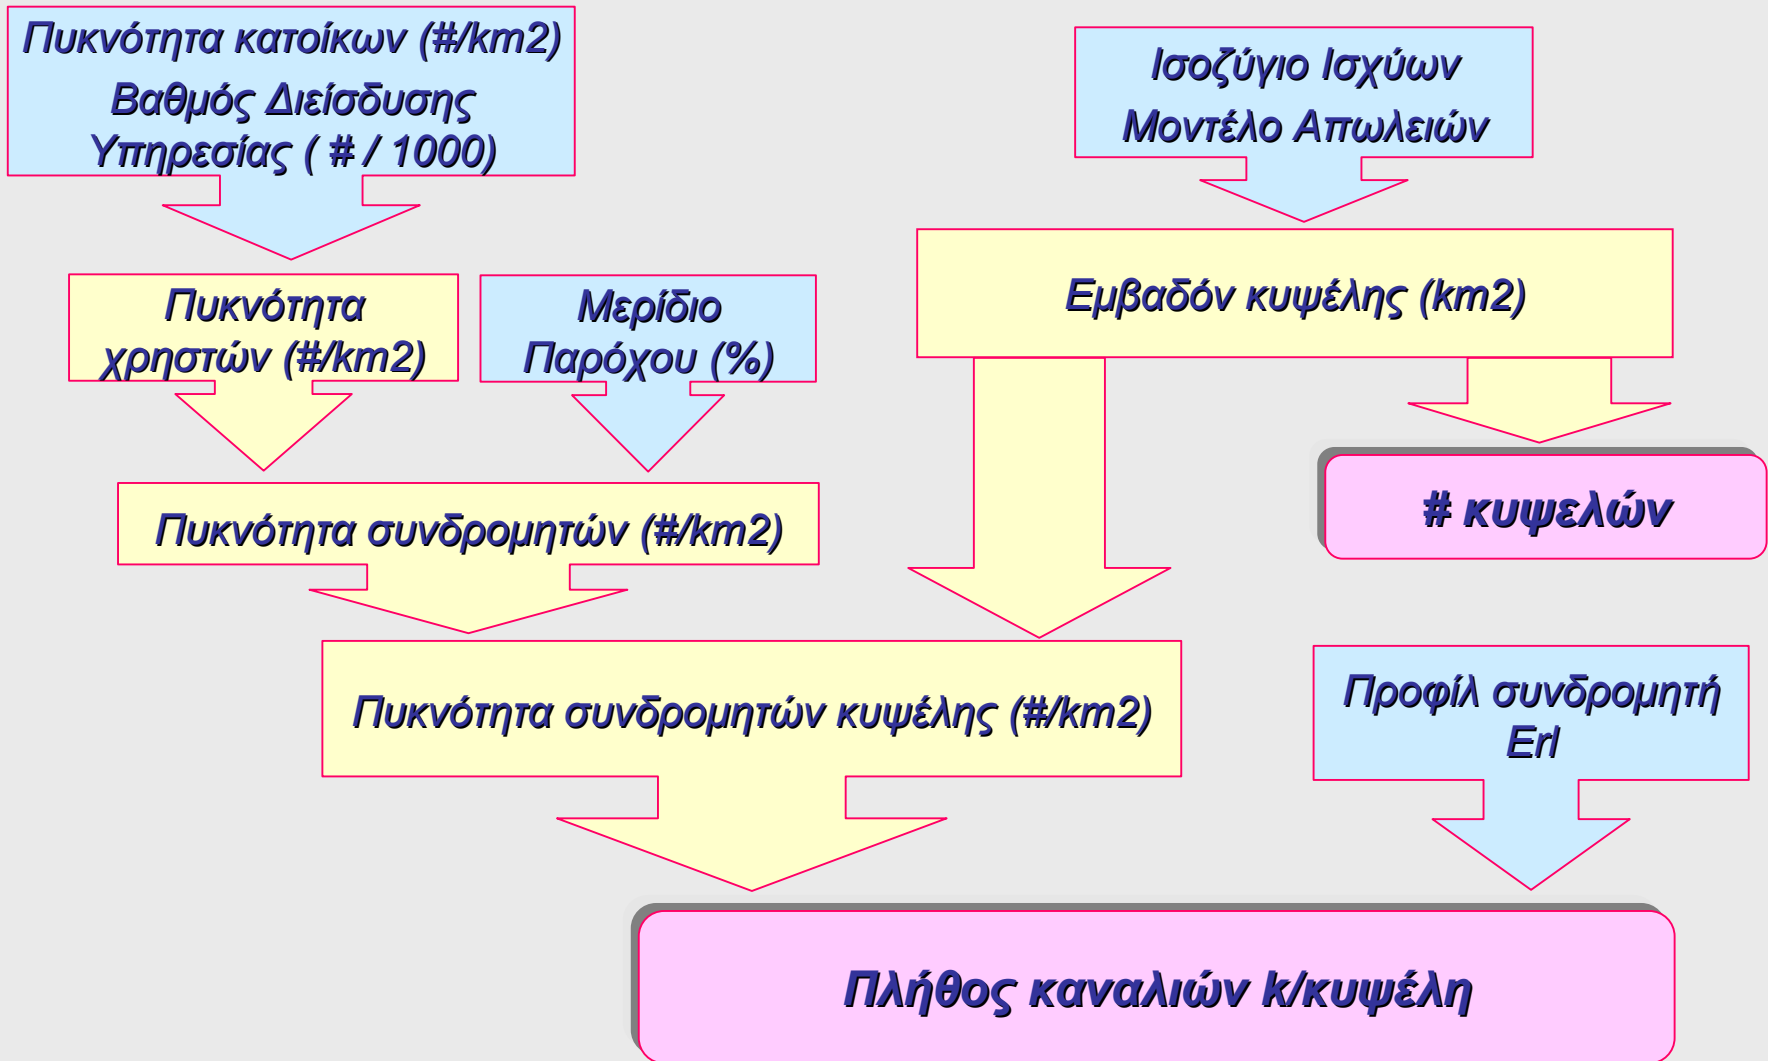 Πυκνότητα κατοίκων (#/km2)
Βαθμός Διείσδυσης
Υπηρεσίας ( # / 1000)
Ισοζύγιο Ισχύων
Μοντέλο Απωλειών
Πυκνότητα
χρηστών (#/km2)
Μερίδιο
Παρόχου (%)
Εμβαδόν κυψέλης (km2)
# κυψελών
Πυκνότητα συνδρομητών (#/km2)
Πυκνότητα συνδρομητών κυψέλης (#/km2)
Προφίλ συνδρομητή
Erl
Πλήθος καναλιών k/κυψέλη